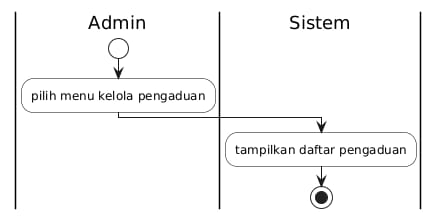 Admin
Sistem
pilih menu kelola pengaduan
tampilkan daftar pengaduan